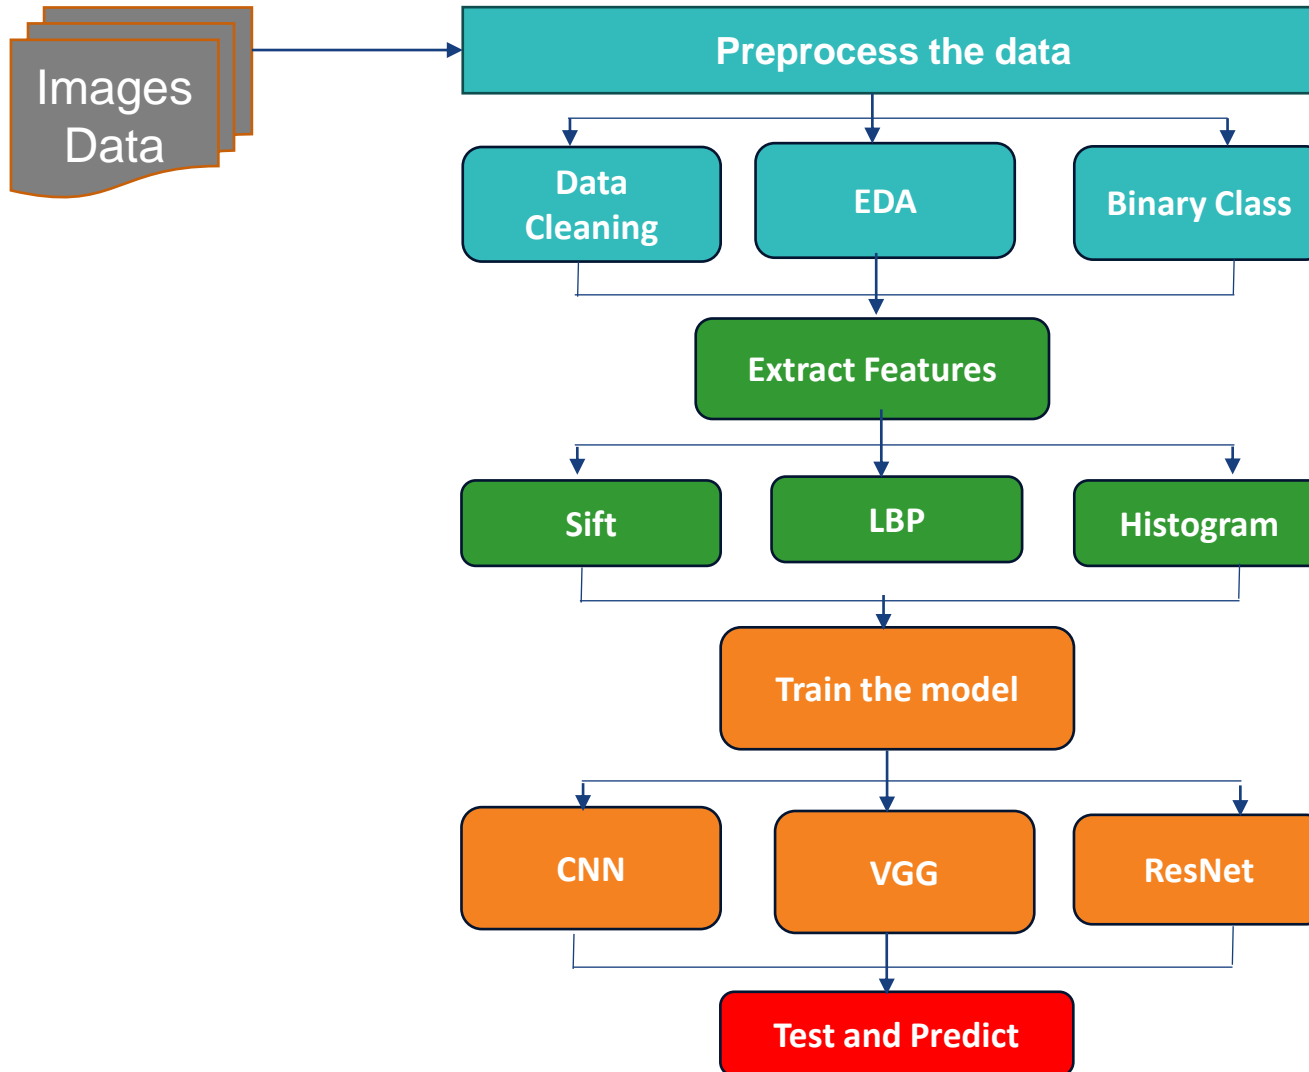 Images
Data
Preprocess the data
Data
Cleaning
EDA
Binary Class
Extract Features
Sift
LBP
Histogram
Train the model
CNN
VGG
ResNet
Test and Predict